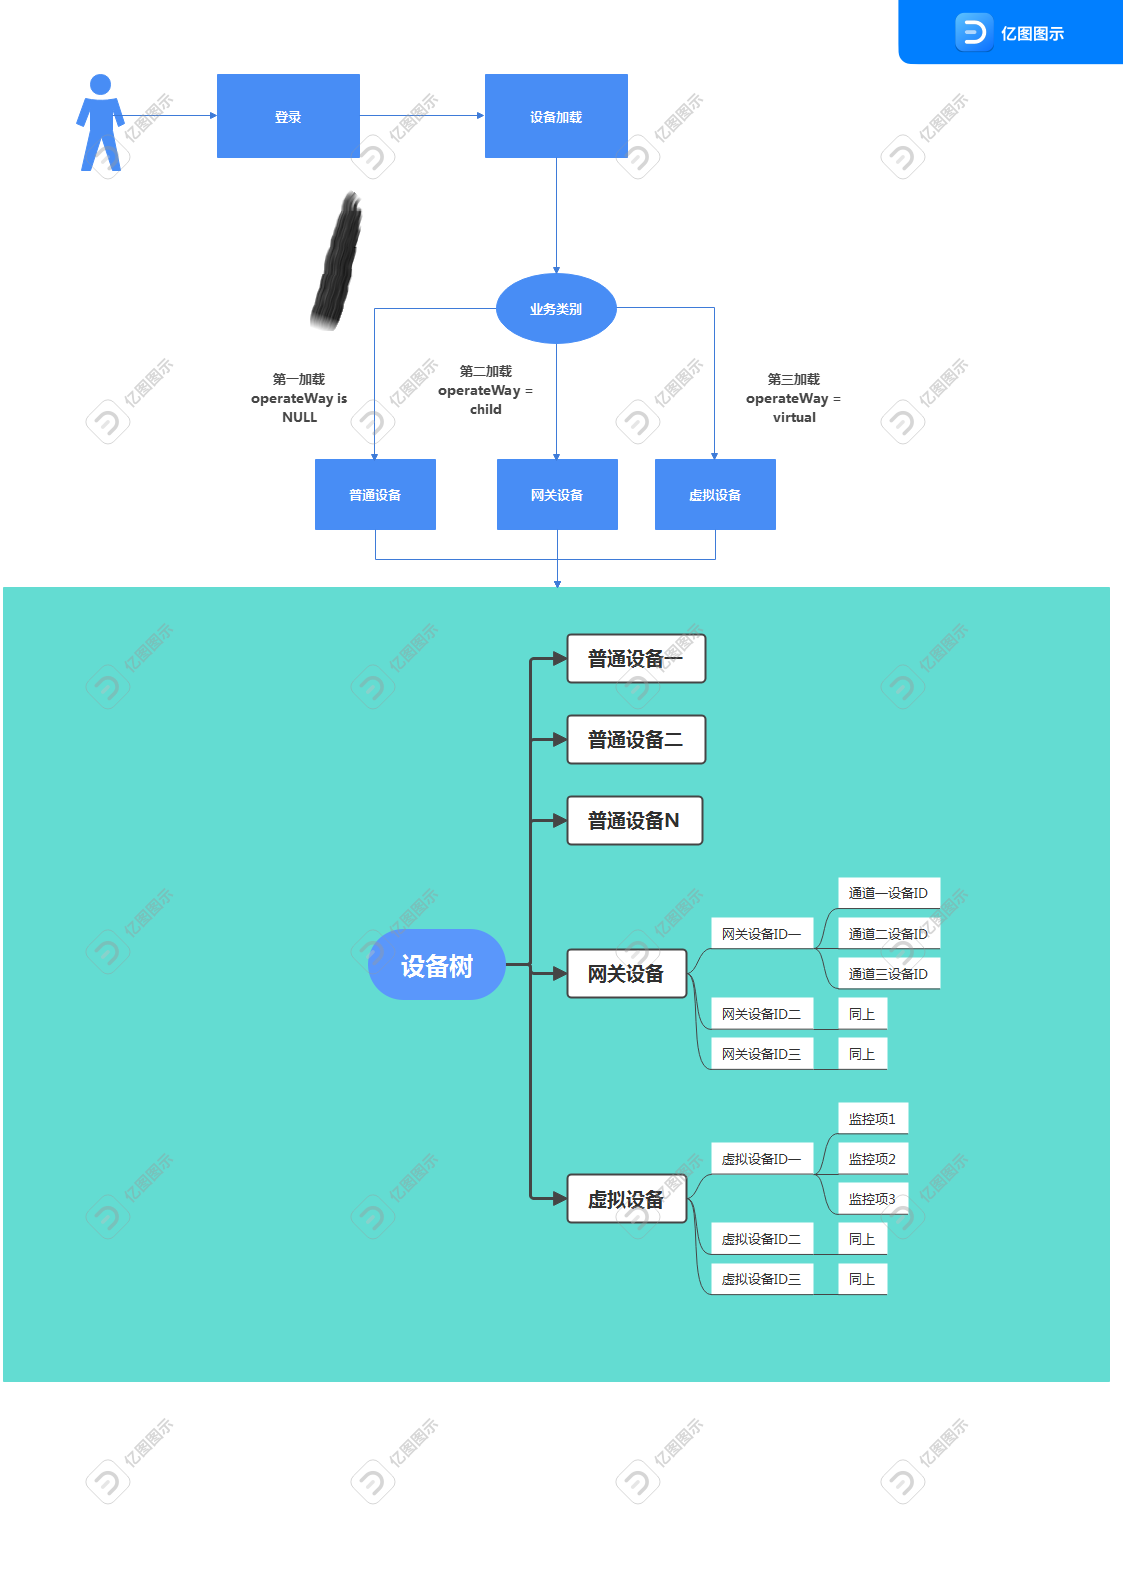 亿图图示
登录
设备加载
业务类别
第一加载
operateWay is
NULL
第二加载
operateWay =
child
第三加载
operateWay =
virtual
普通设备
网关设备
虚拟设备
设备树
普通设备一
普通设备二
普通设备N
网关设备
网关设备ID一
通道一设备ID
通道二设备ID
通道三设备ID
网关设备ID二
同上
网关设备ID三
同上
虚拟设备
虚拟设备ID一
监控项1
监控项2
监控项3
虚拟设备ID二
同上
虚拟设备ID三
同上